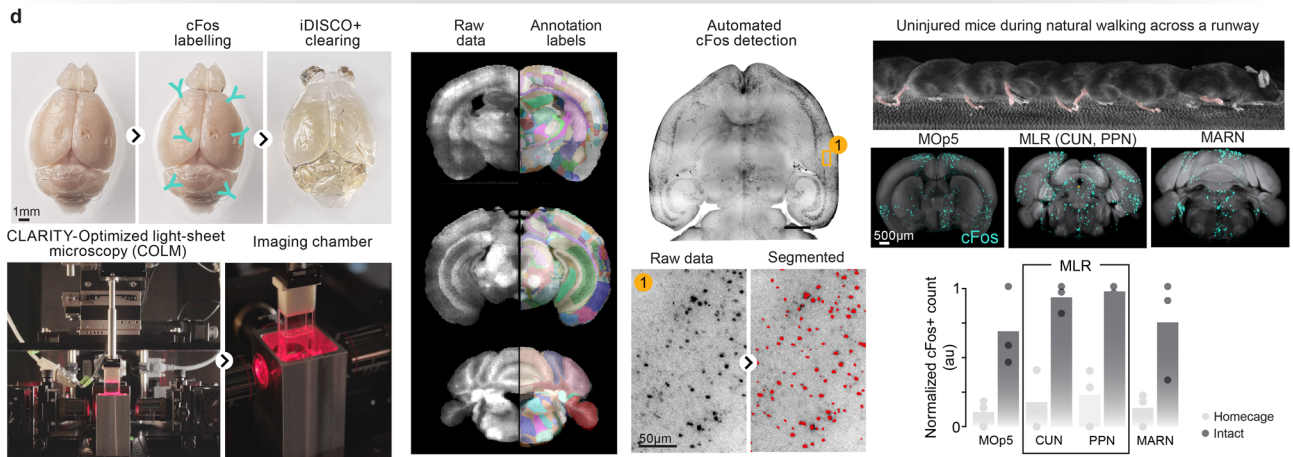 d
cFos
labelling
iDISCO+
clearing
1mm
CLARITY-Optimized light-sheet
microscopy (COLM)
Imaging chamber
Raw
data
Annotation
labels
Automated
cFos detection
1
Raw data
Segmented
1
50µm
Uninjured mice during natural walking across a runway
MOp5
MLR (CUN, PPN)
MARN
500µm
cFos
MLR
Normalized cFos+ count
(au)
1
0
MOp5
CUN
PPN
MARN
Homecage
Intact